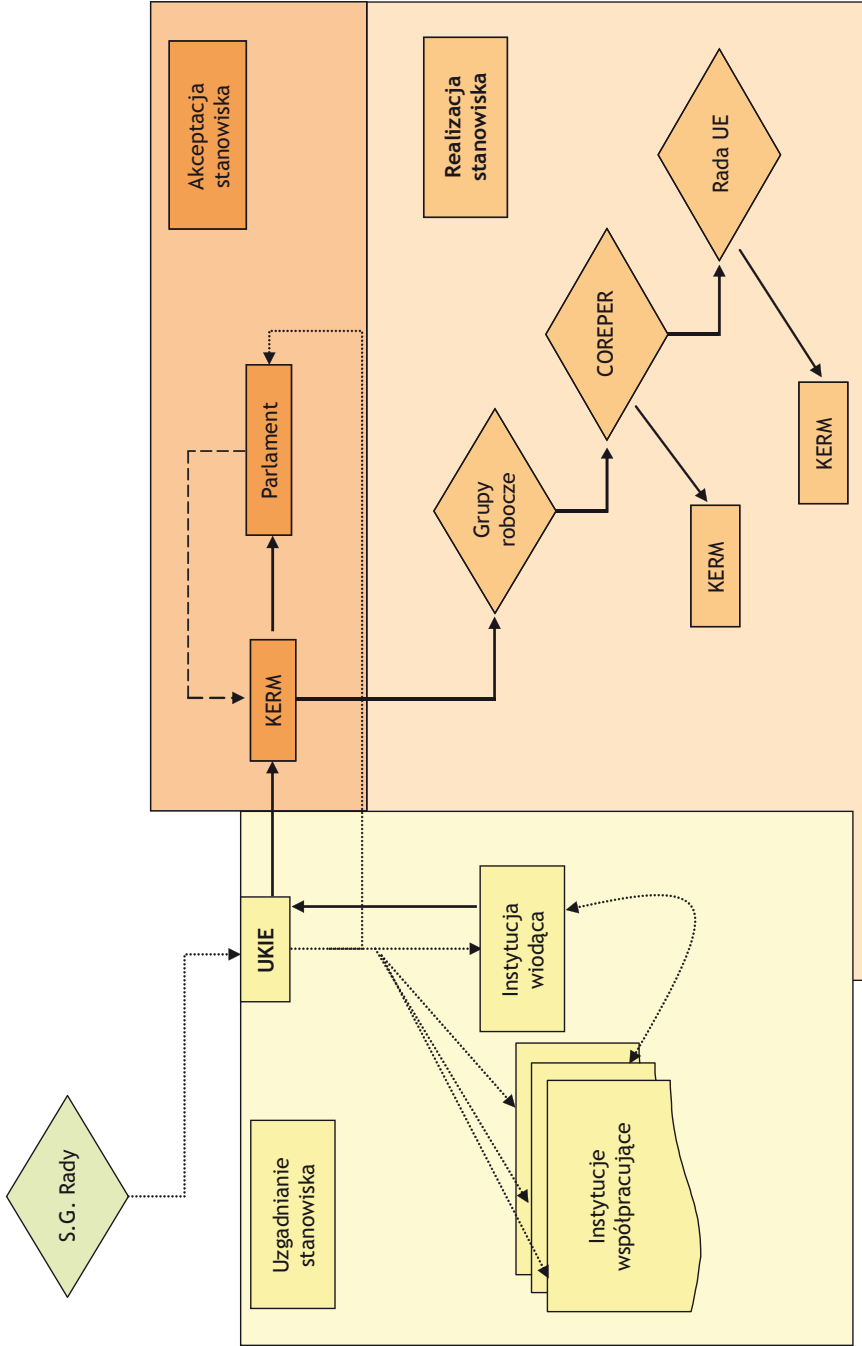 S.G. Rady
Uzgadnianie
stanowiska
UKIE
Instytucja
wiodąca
Instytucje
współpracujące
Akceptacja
stanowiska
KERM
Parlament
Realizacja
stanowiska
Grupy
robocze
COREPER
Rada UE
KERM
KERM